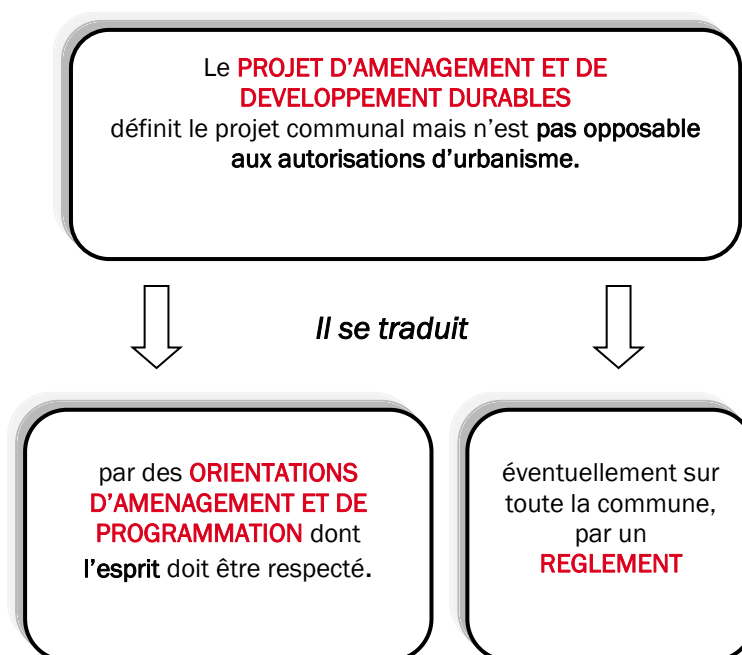 Le PROJET D'AMENAGEMENT ET DE
DEVELOPPEMENT DURABLES
définit le projet communal mais n'est pas opposable
aux autorisations d'urbanisme.
Il se traduit
par des ORIENTATIONS
D'AMENAGEMENT ET DE
PROGRAMMATION dont
l'esprit doit être respecté.
éventuellement sur
toute la commune,
par un
REGLEMENT